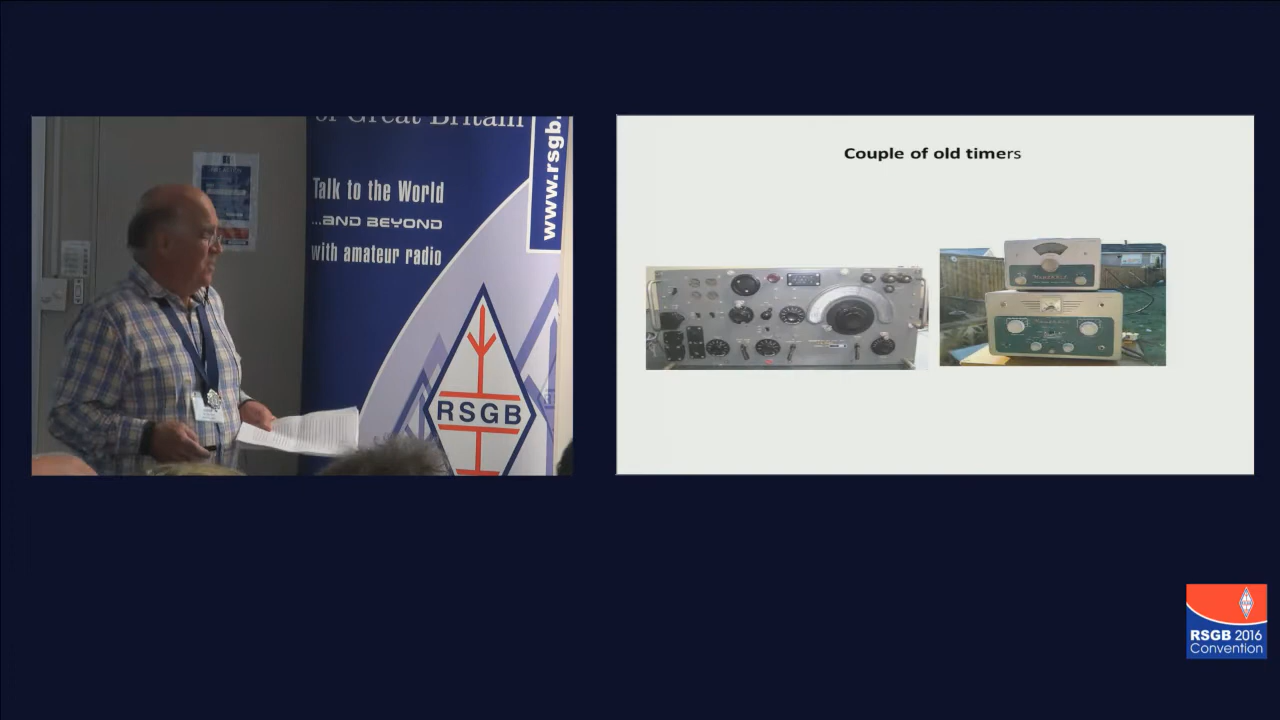 of Great Britain
www.rsgb.
Talk to the World
...AND BEYOND
with amateur radio
RSGB
Couple of old timers
RSGB 2016
Convention